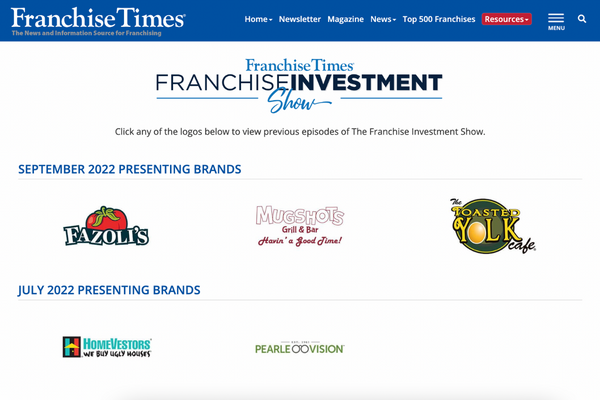 Franchise Times®
The News and Information Source for Franchising
Home Newsletter Magazine News Top 500 Franchises Resources MENU
Franchise Times®
FRANCHISEINVESTMENT
Show
Click any of the logos below to view previous episodes of The Franchise Investment Show.
SEPTEMBER 2022 PRESENTING BRANDS
FAZOLI'S
MUGSHOTS
Grill & Bar
Havin' a Good Time!
The
TOASTED
YOLK
cafe
JULY 2022 PRESENTING BRANDS
HOMEVESTORS
WE BUY UGLY HOUSES
EST. 1961
PEARLE VISION